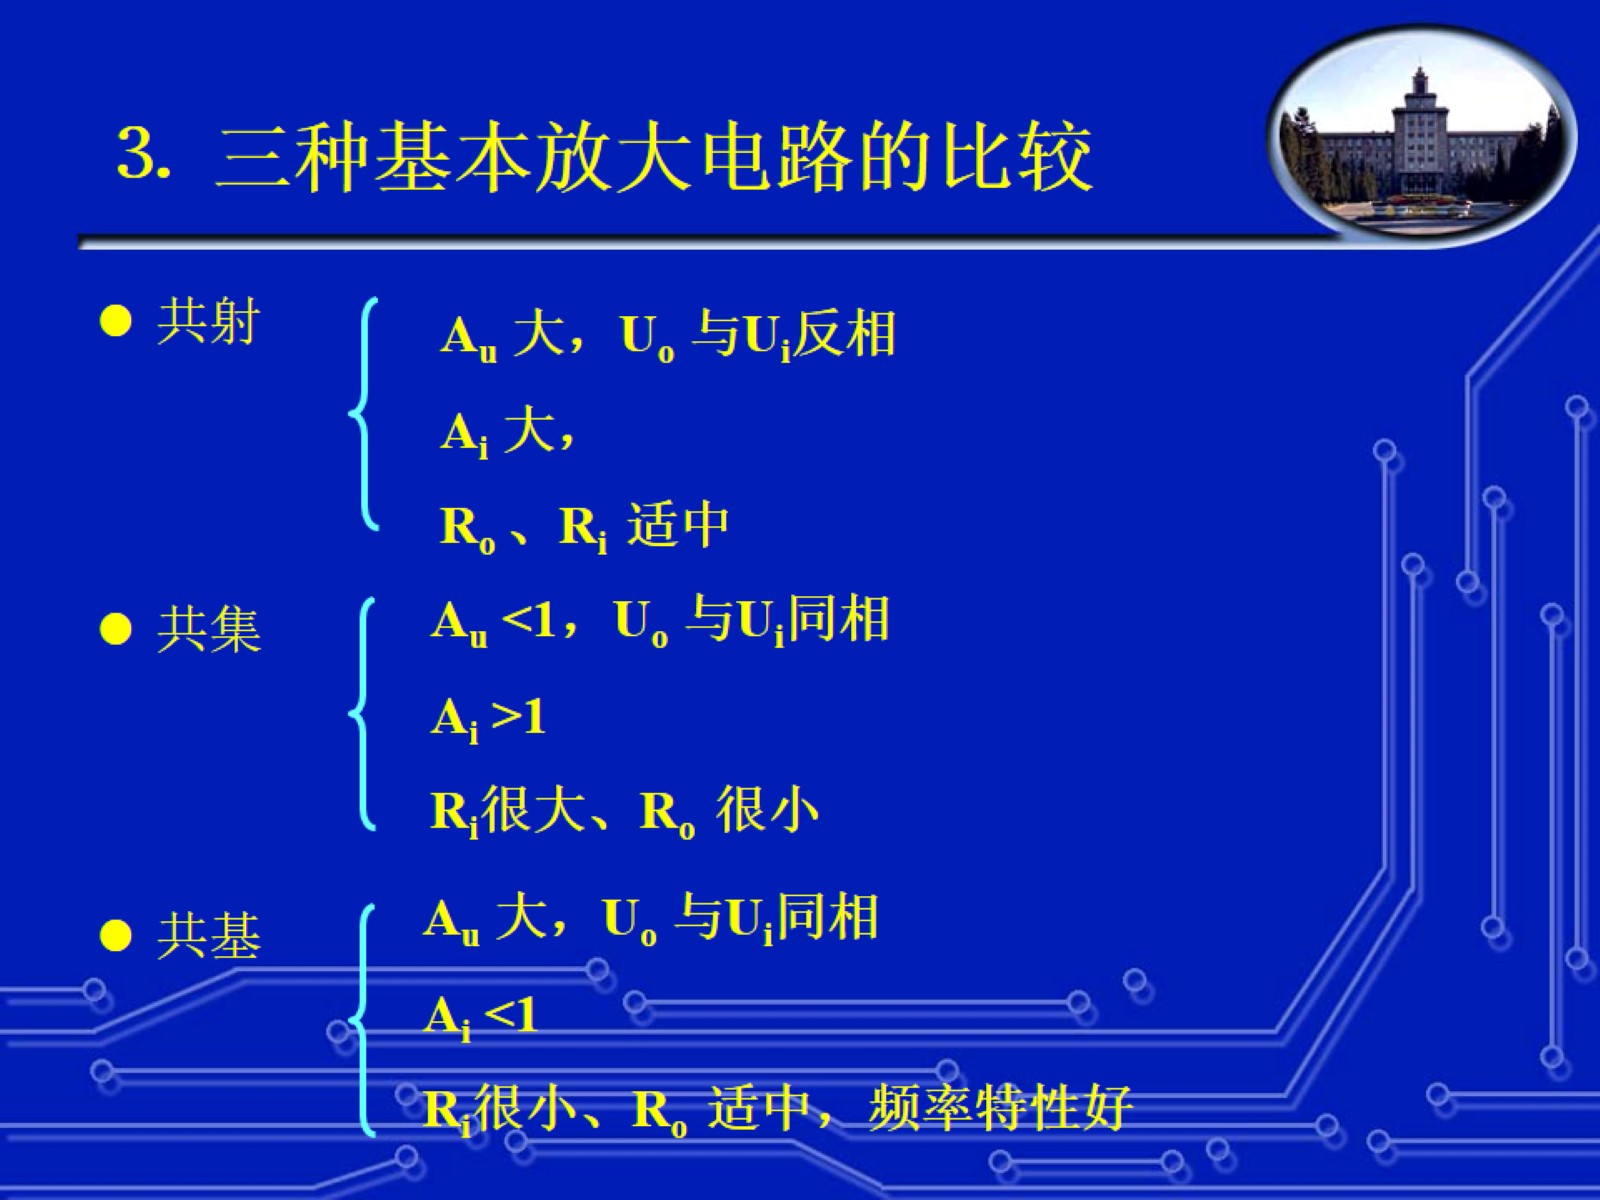 3. 三种基本放大电路的比较
● 共射
Au 大，Uo 与Ui反相
Ai 大，
Ro 、Ri 适中
● 共集
Au <1，Uo 与Ui同相
Ai >1
Ri很大、Ro 很小
● 共基
Au 大，Uo 与Ui同相
Ai <1
Ri很小、Ro 适中，频率特性好